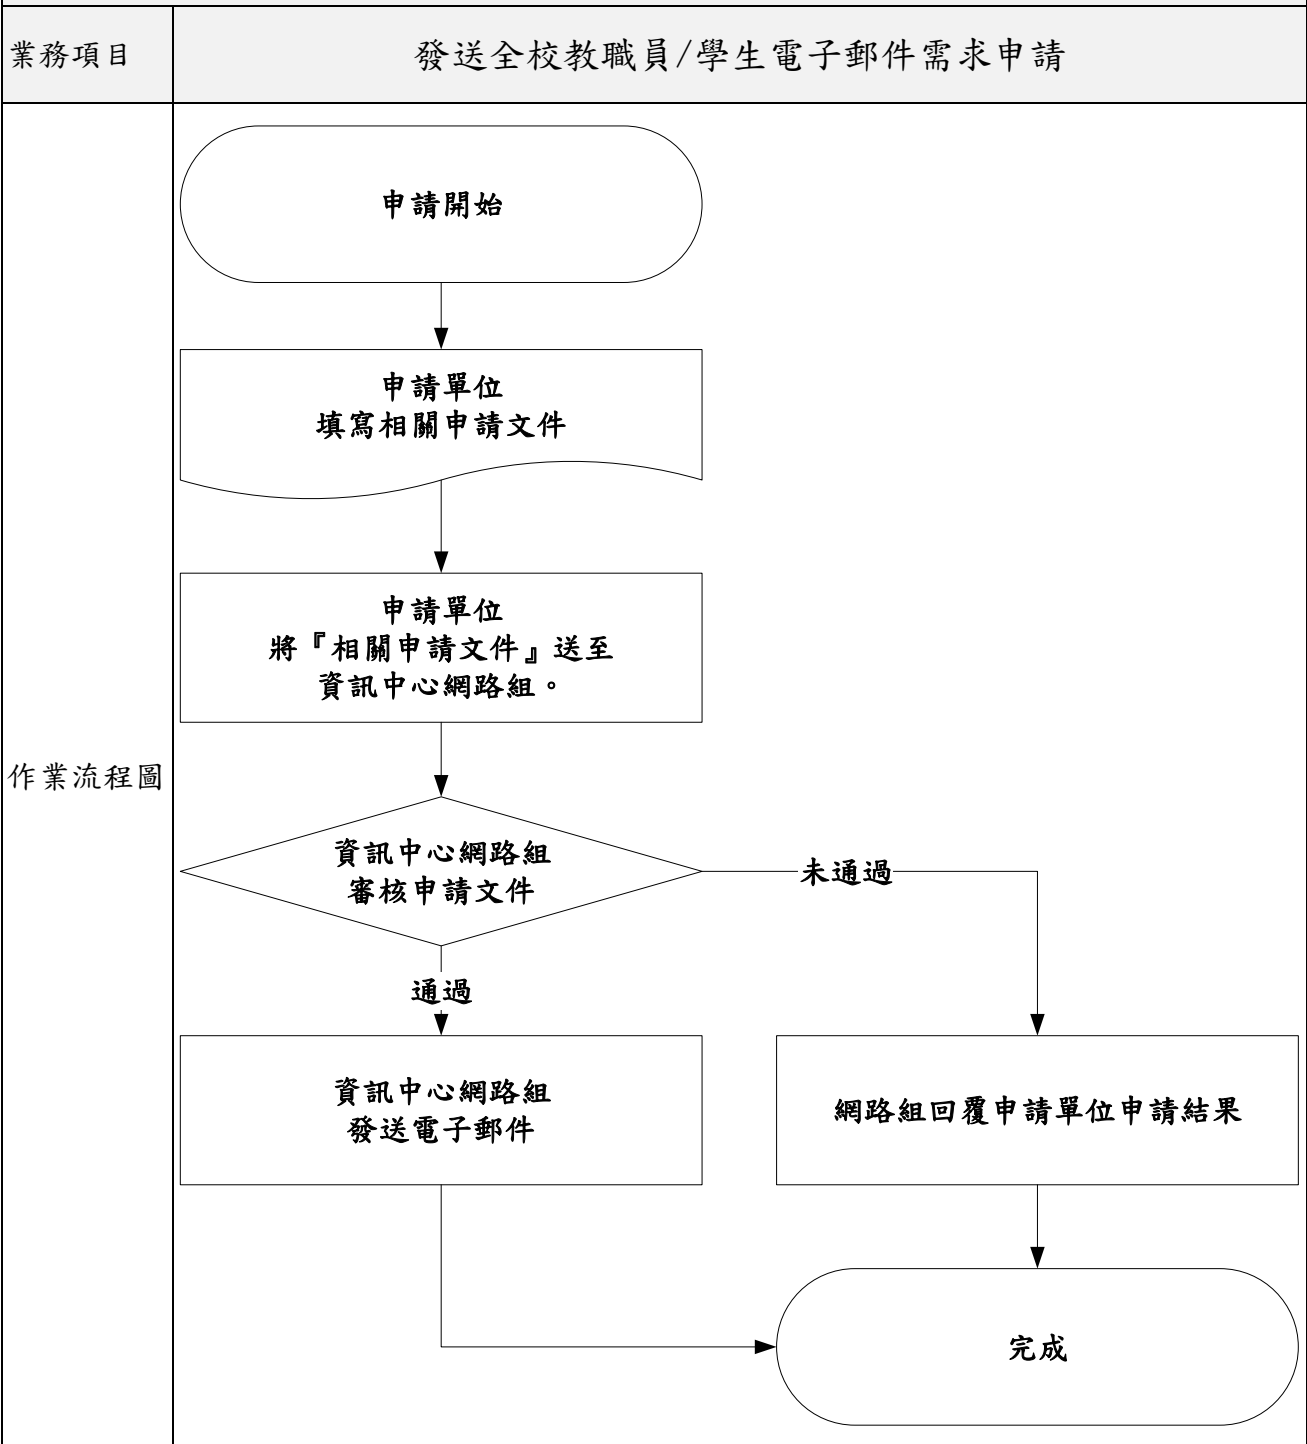 業務項目
發送全校教職員/學生電子郵件需求申請
作業流程圖
申請開始
申請單位
填寫相關申請文件
申請單位
將『相關申請文件』送至
資訊中心網路組。
資訊中心網路組
審核申請文件
未通過
通過
資訊中心網路組
發送電子郵件
網路組回覆申請單位申請結果
完成